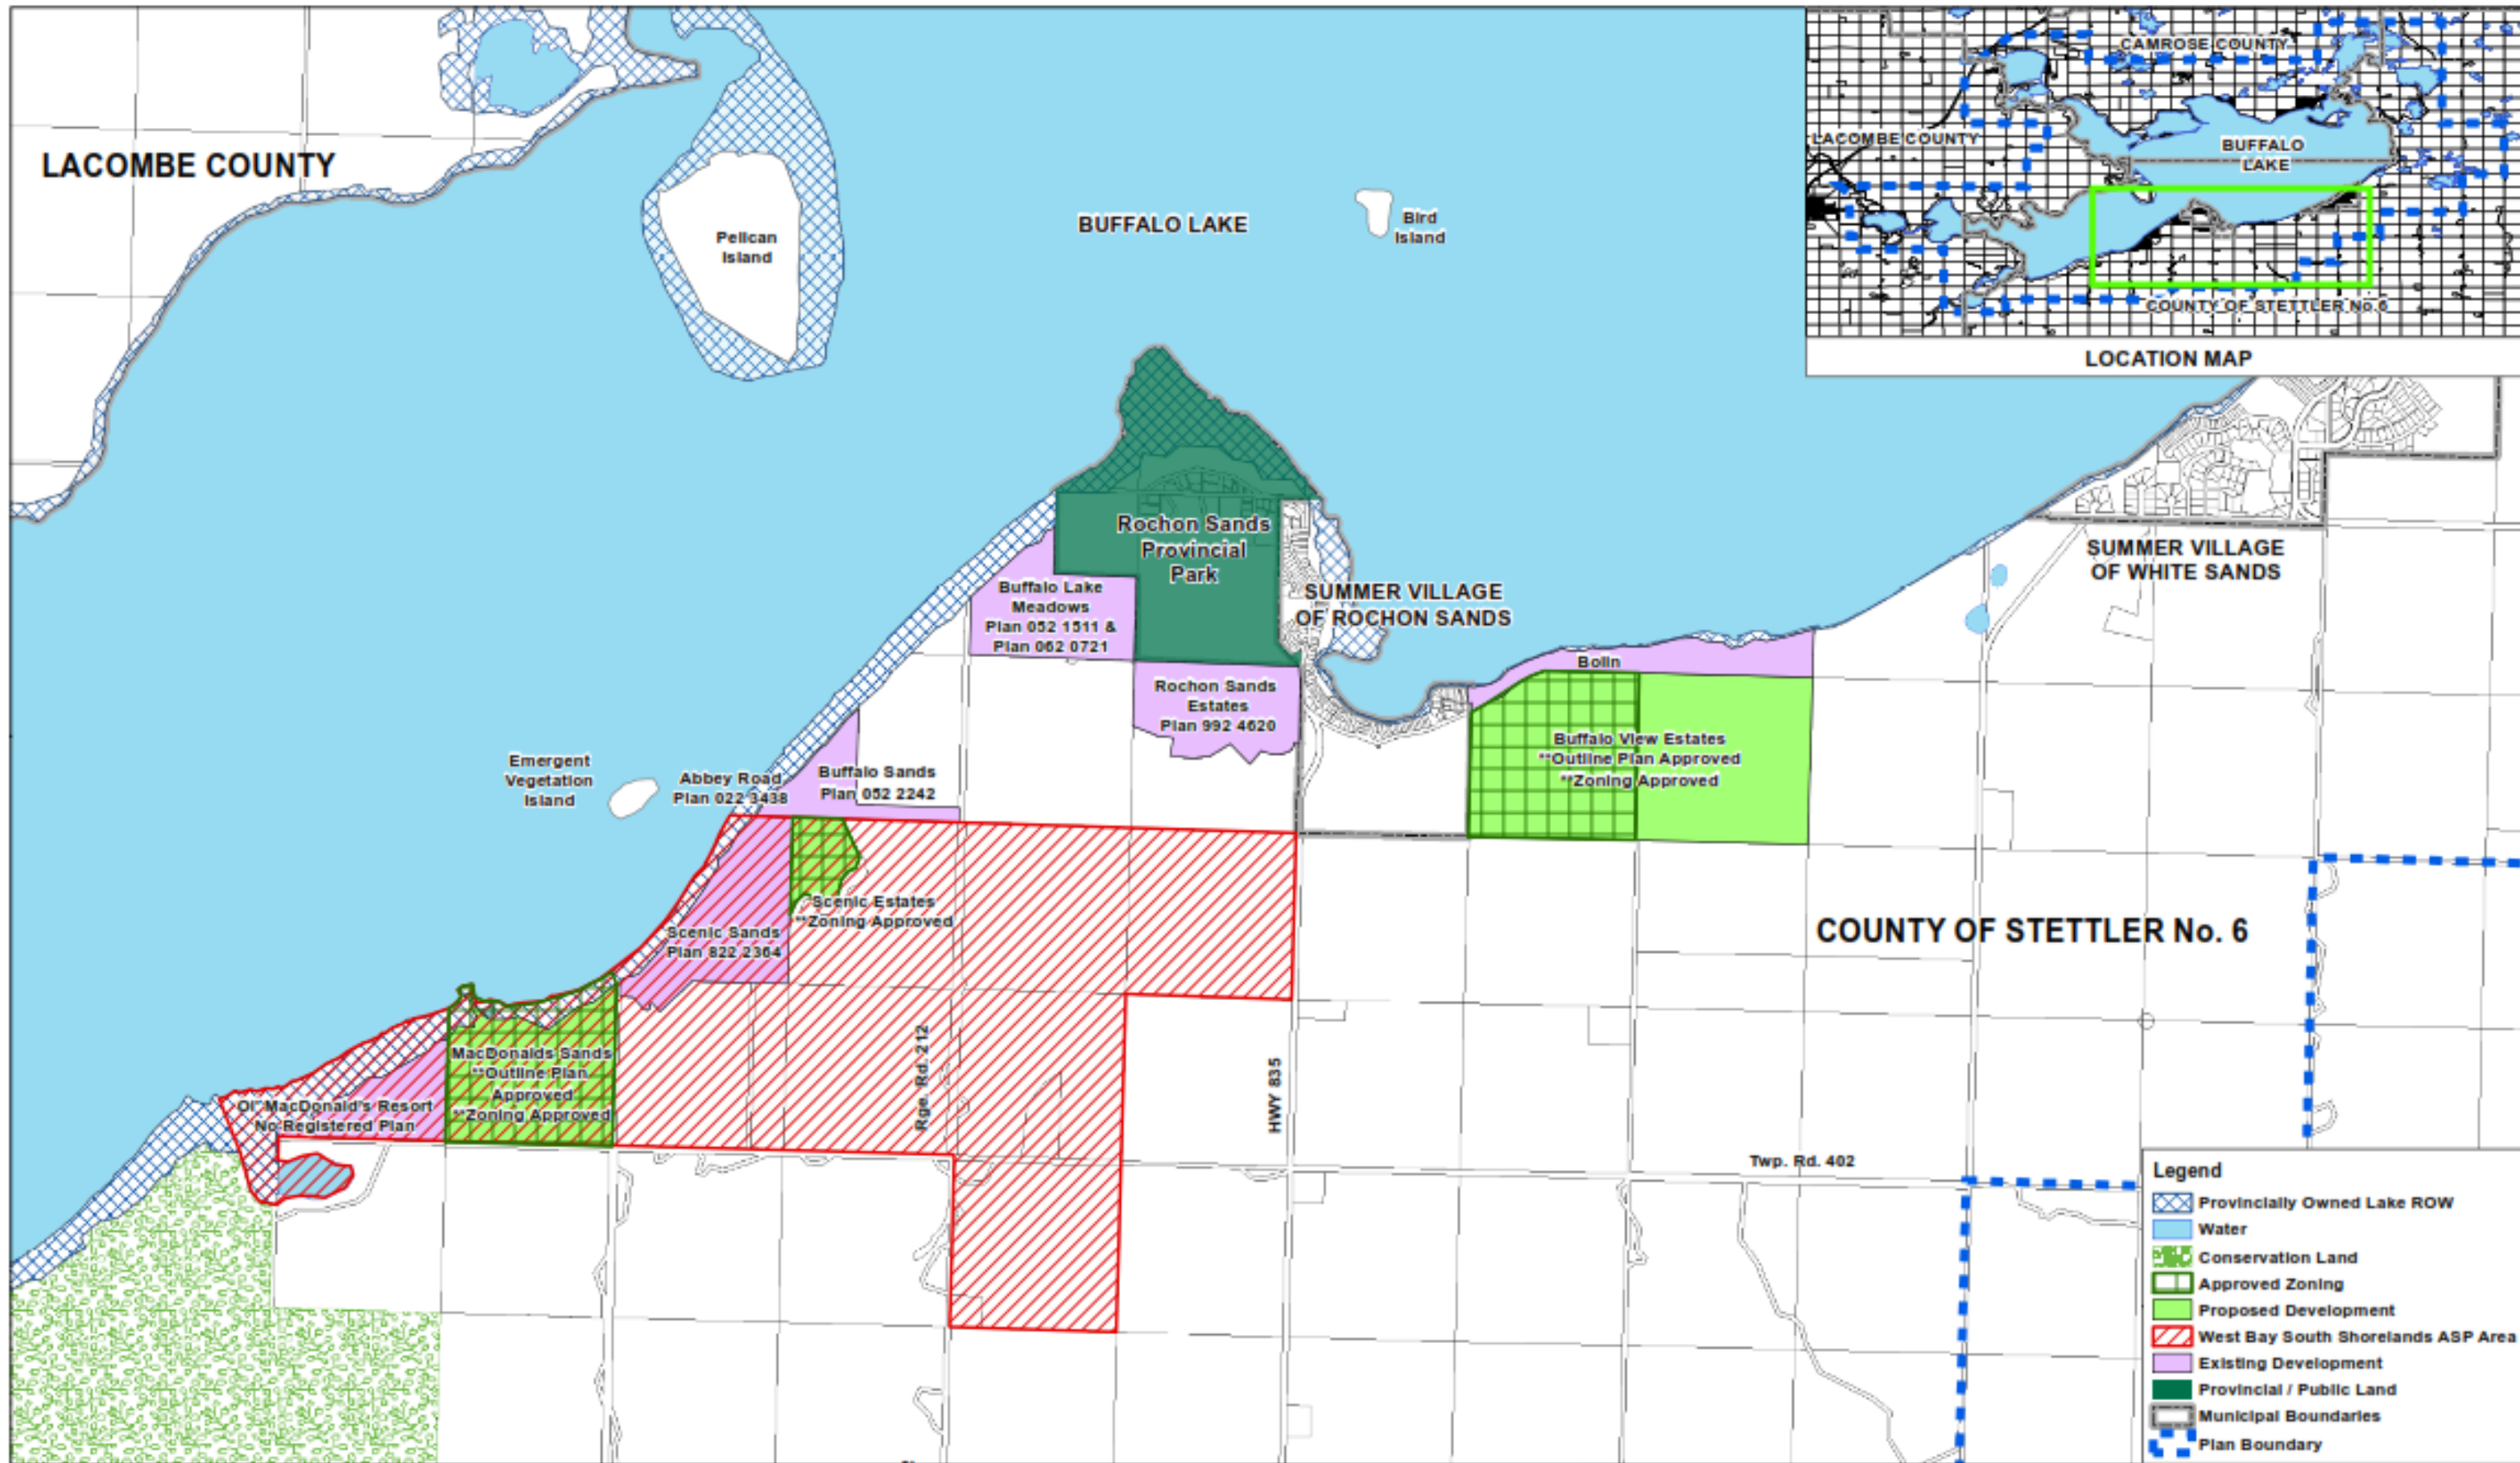 CAMROSE COUNTY
LACOMBE COUNTY
BUFFALO
LAKE
COUNTY OF STETTLER No.6
LOCATION MAP
LACOMBE COUNTY
Pelican
Island
BUFFALO LAKE
Bird
Island
Rochon Sands
Provincial
Park
SUMMER VILLAGE
OF WHITE SANDS
Buffalo Lake
Meadows
Plan 052 1511 &
Plan 062 0721
SUMMER VILLAGE
OF ROCHON SANDS
Bolin
Rochon Sands
Estates
Plan 992 4620
Buffalo View Estates
**Outline Plan Approved
**Zoning Approved
Emergent
Vegetation
Island
Abbey Road
Plan 022 3438
Buffalo Sands
Plan 052 2242
Scenic Estates
**Zoning Approved
Scenic Sands
Plan 822 2364
COUNTY OF STETTLER No. 6
MacDonalds Sands
**Outline Plan
Approved
**Zoning Approved
Ol' MacDonald's Resort
No Registered Plan
Rge. Rd. 212
HWY 835
Twp. Rd. 402
Legend
Provincially Owned Lake ROW
Water
Conservation Land
Approved Zoning
Proposed Development
West Bay South Shorelands ASP Area
Existing Development
Provincial / Public Land
Municipal Boundaries
Plan Boundary